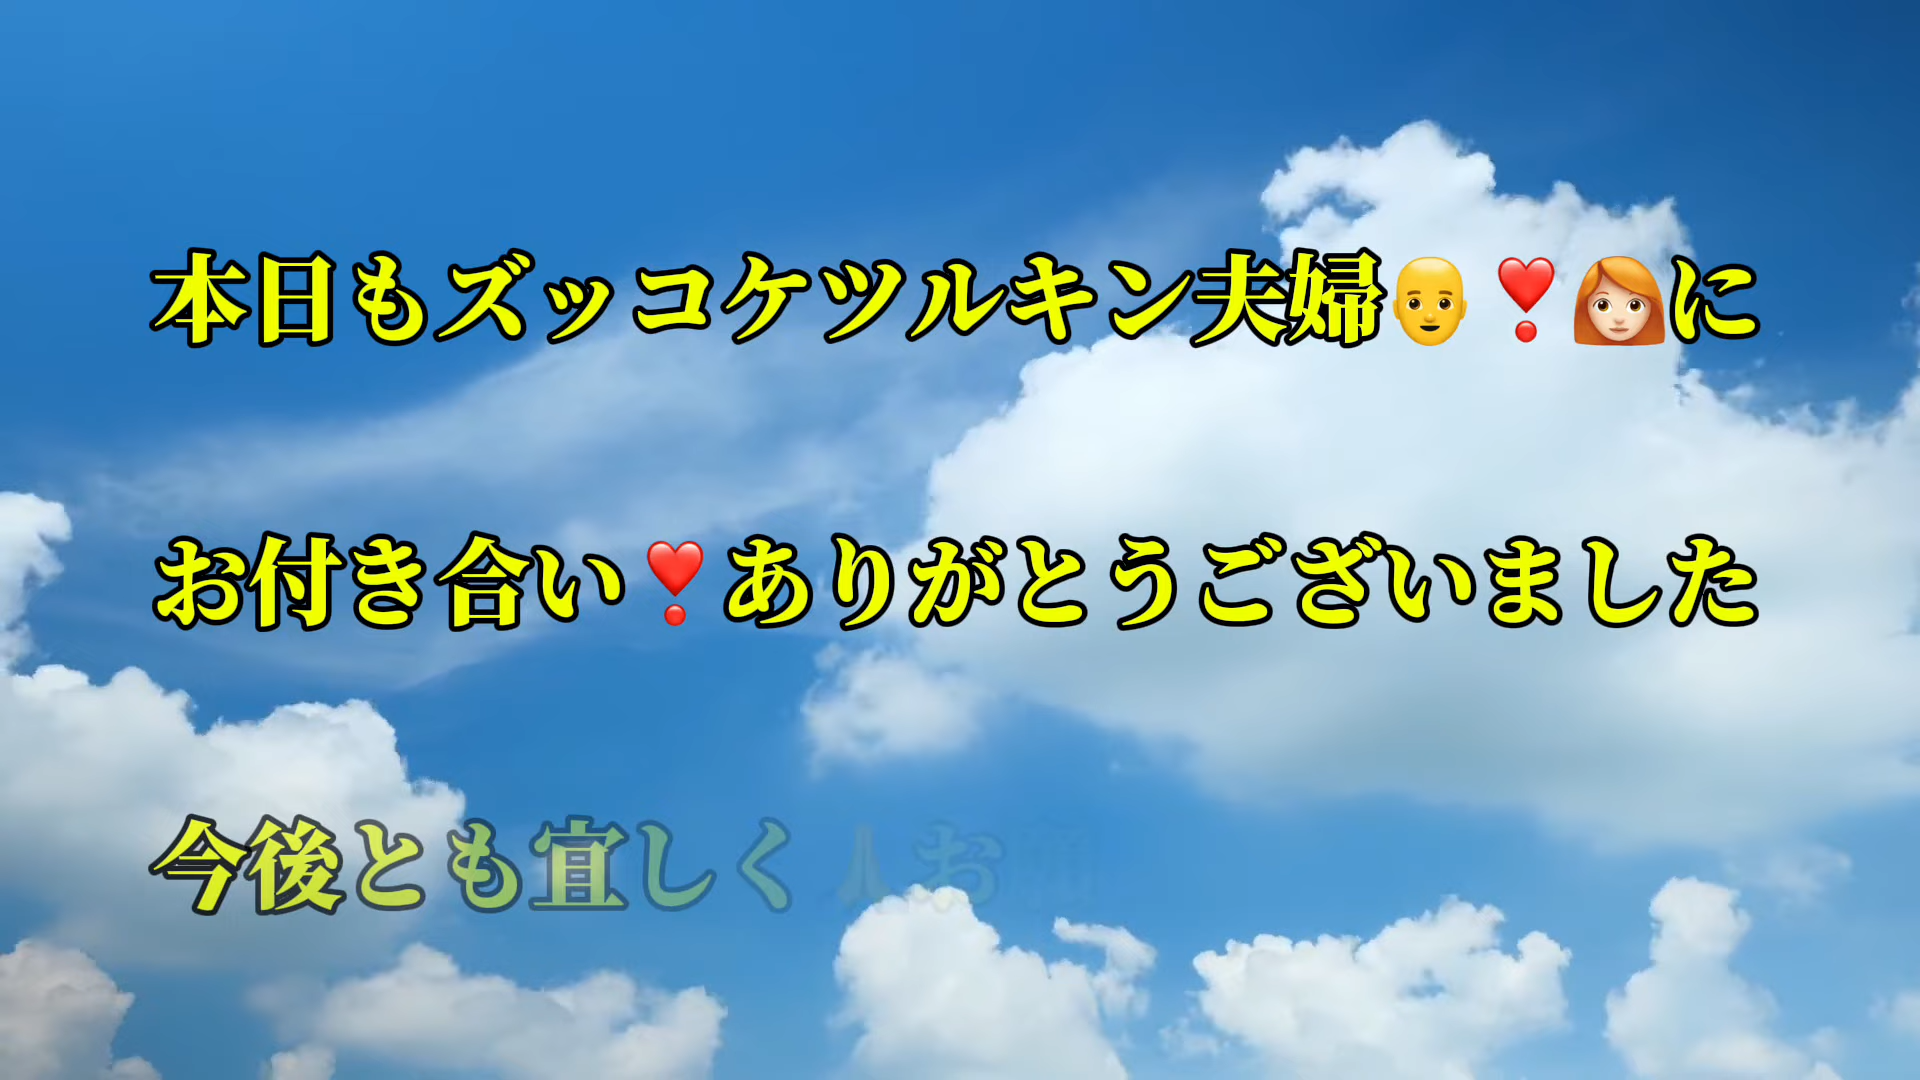 本日もズッコケツルキン夫婦👨‍🦲❣️👩‍🦰に
お付き合い❣️ありがとうございました
今後とも宜しく